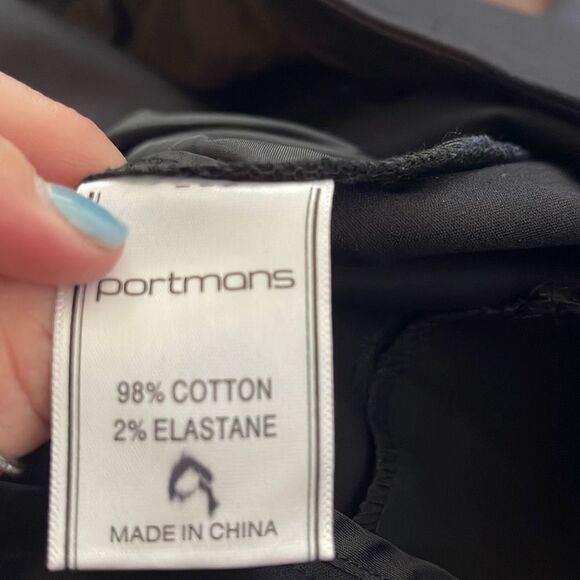 portmans
98% COTTON
2% ELASTANE
MADE IN CHINA